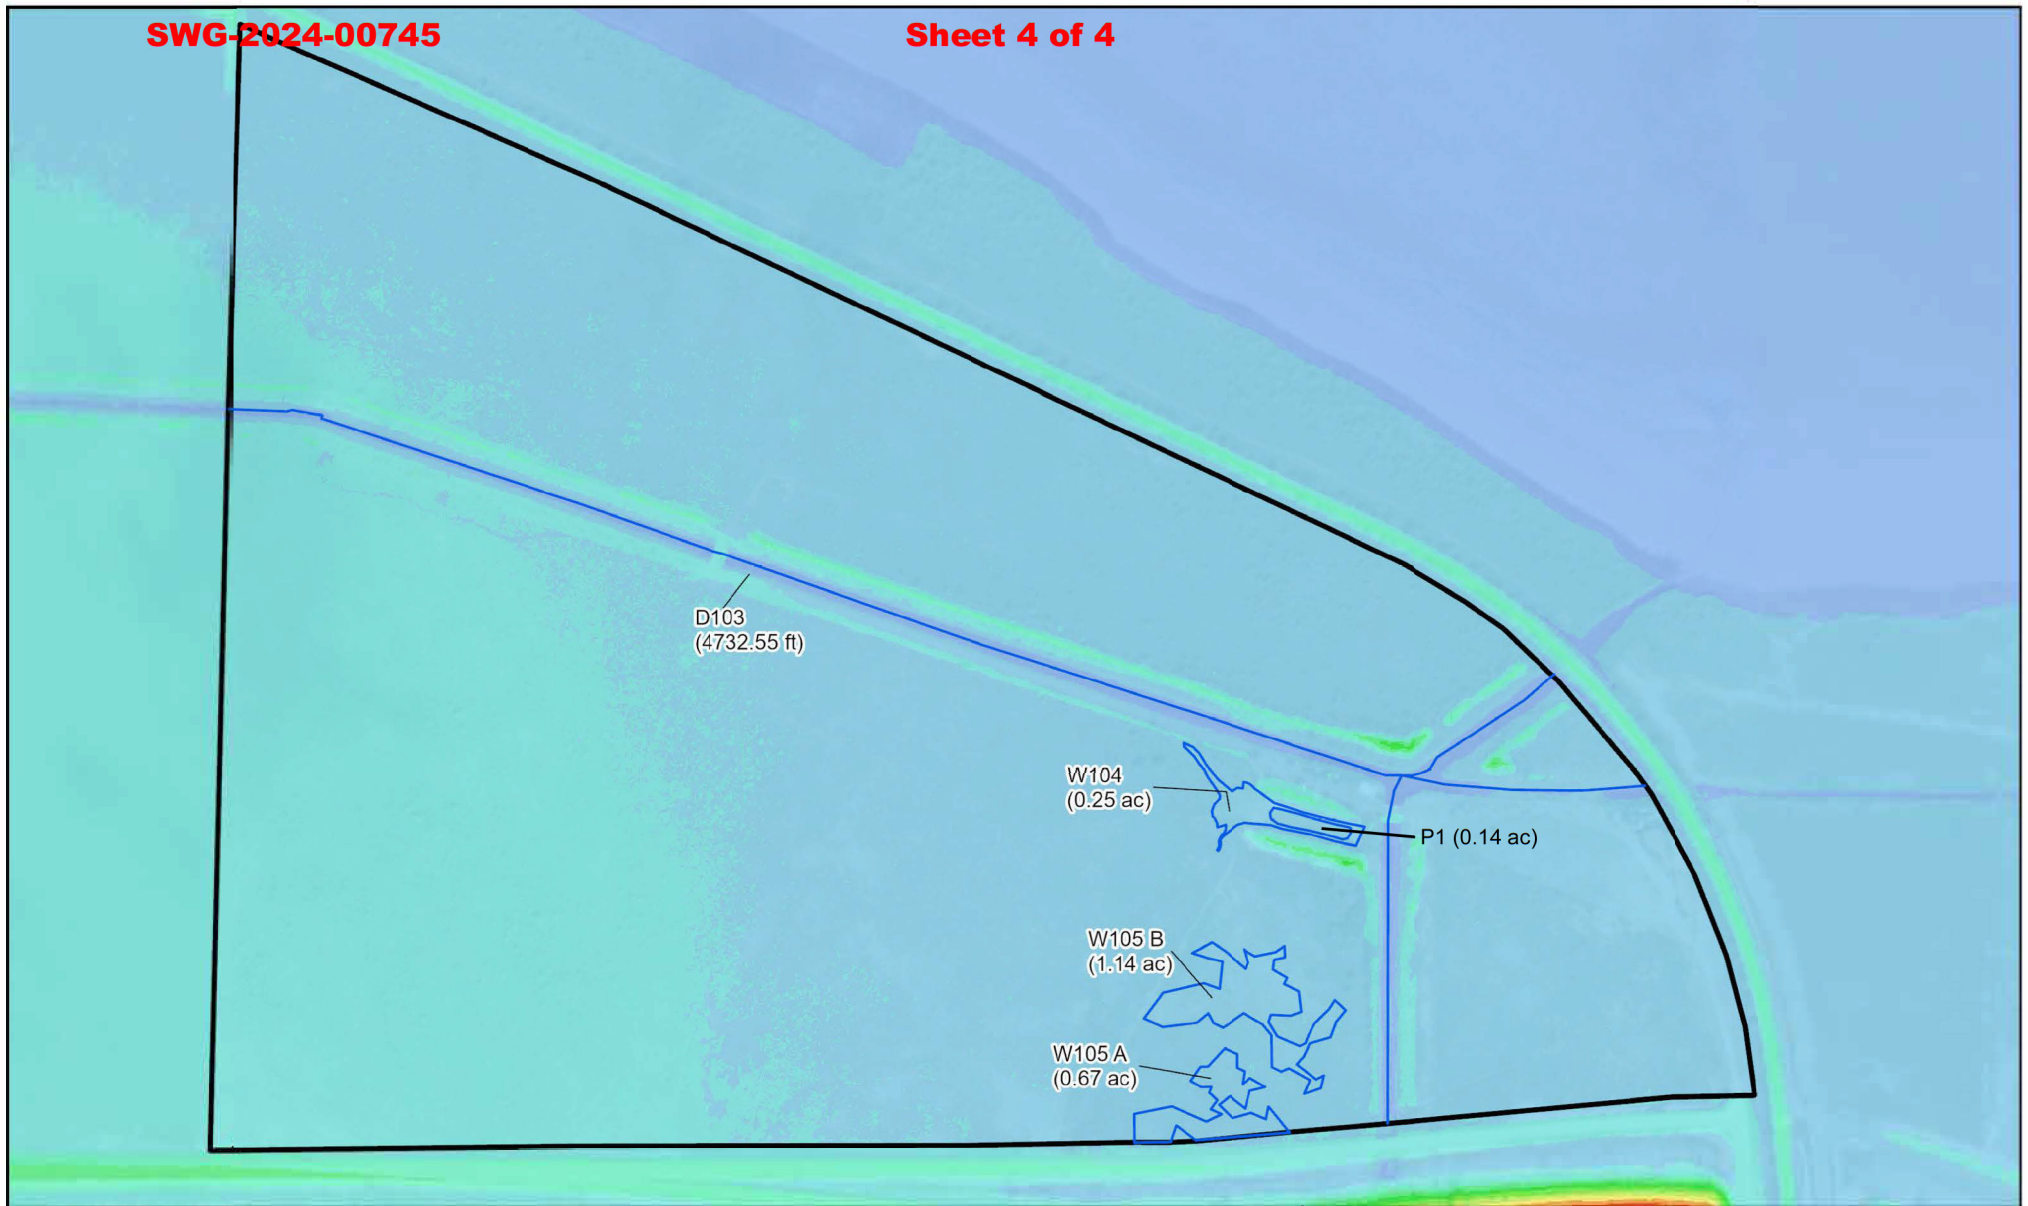 SWG-2024-00745
Sheet 4 of 4
D103
(4732.55 ft)
W104
(0.25 ac)
P1 (0.14 ac)
W105 B
(1.14 ac)
W105 A
(0.67 ac)